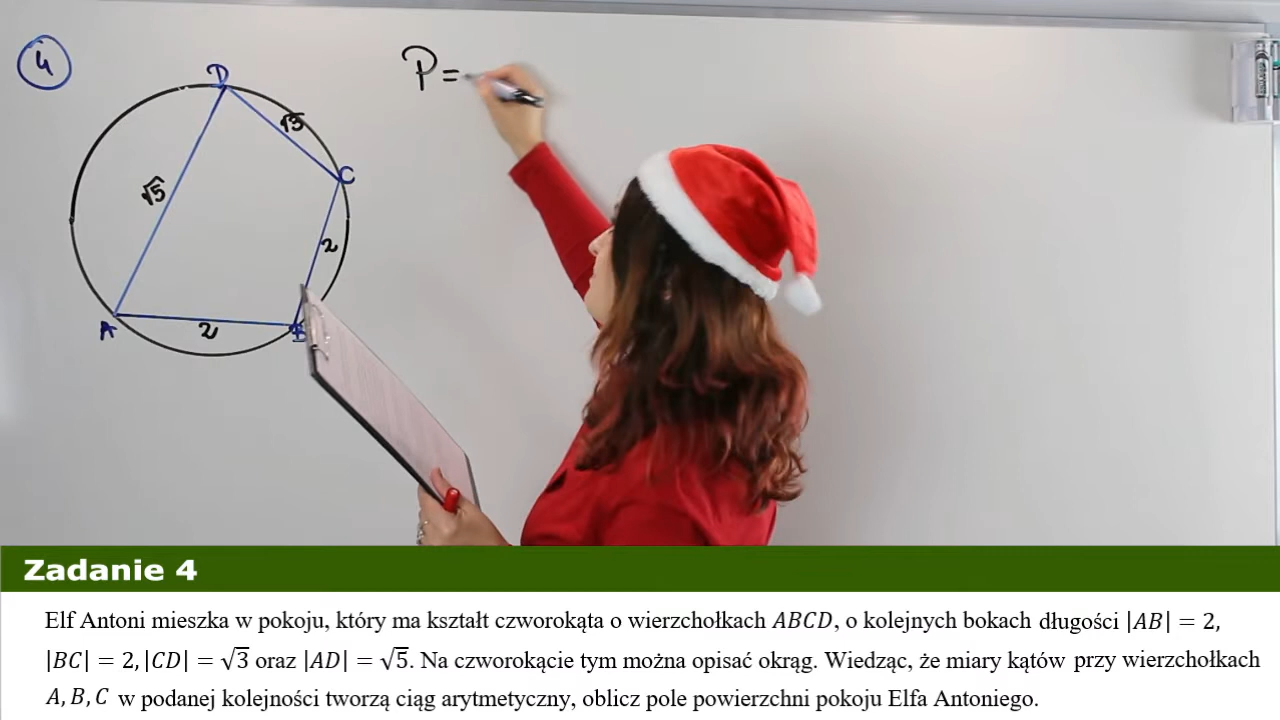 4
P =
D
√3
C
√5
2
A
2
B
Zadanie 4
Elf Antoni mieszka w pokoju, który ma kształt czworokąta o wierzchołkach ABCD, o kolejnych bokach długości |AB| = 2,
|BC| = 2, |CD| = √3 oraz |AD| = √5. Na czworokącie tym można opisać okrąg. Wiedząc, że miary kątów przy wierzchołkach
A, B, C w podanej kolejności tworzą ciąg arytmetyczny, oblicz pole powierzchni pokoju Elfa Antoniego.